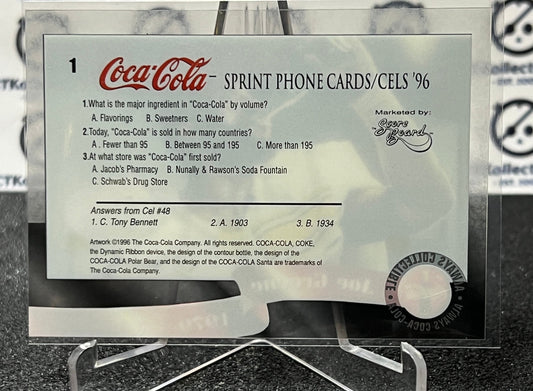 1
Coca-Cola SPRINT PHONE CARDS/CELS '96
1.What is the major ingredient in "Coca-Cola" by volume?
A. Flavorings B. Sweetners C. Water
2.Today, "Coca-Cola" is sold in how many countries?
A . Fewer than 95 B. Between 95 and 195 C. More than 195
3.At what store was "Coca-Cola" first sold?
A. Jacob's Pharmacy B. Nunally & Rawson's Soda Fountain
C. Schwab's Drug Store
Marketed by:
Score Board
Answers from Cel #48
1. C. Tony Bennett 2. A. 1903 3. B. 1934
Artwork ©1996 The Coca-Cola Company. All rights reserved. COCA-COLA, COKE,
the Dynamic Ribbon device, the design of the contour bottle, the design of the
COCA-COLA Polar Bear, and the design of the COCA-COLA Santa are trademarks of
The Coca-Cola Company.
ALWAYS COLLECTIBLE
ALWAYS COCA-COLA